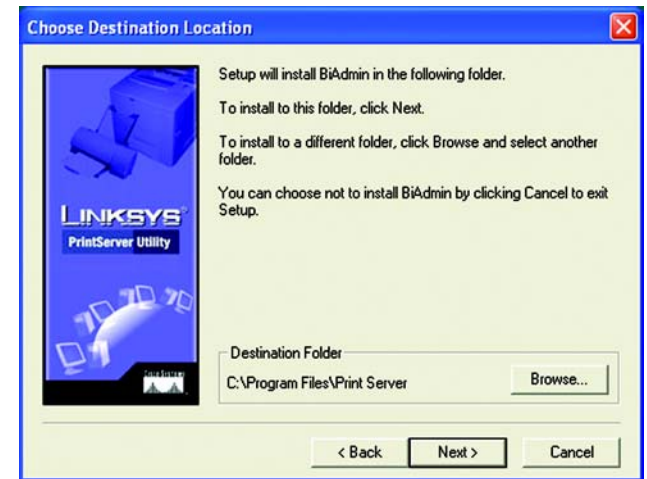 Choose Destination Location
Setup will install BiAdmin in the following folder.
To install to this folder, click Next.
To install to a different folder, click Browse and select another
folder.
You can choose not to install BiAdmin by clicking Cancel to exit
Setup.
LINKSYS®
PrintServer Utility
Cisco Systems
Destination Folder
C:\Program Files\Print Server
Browse...
< Back
Next >
Cancel